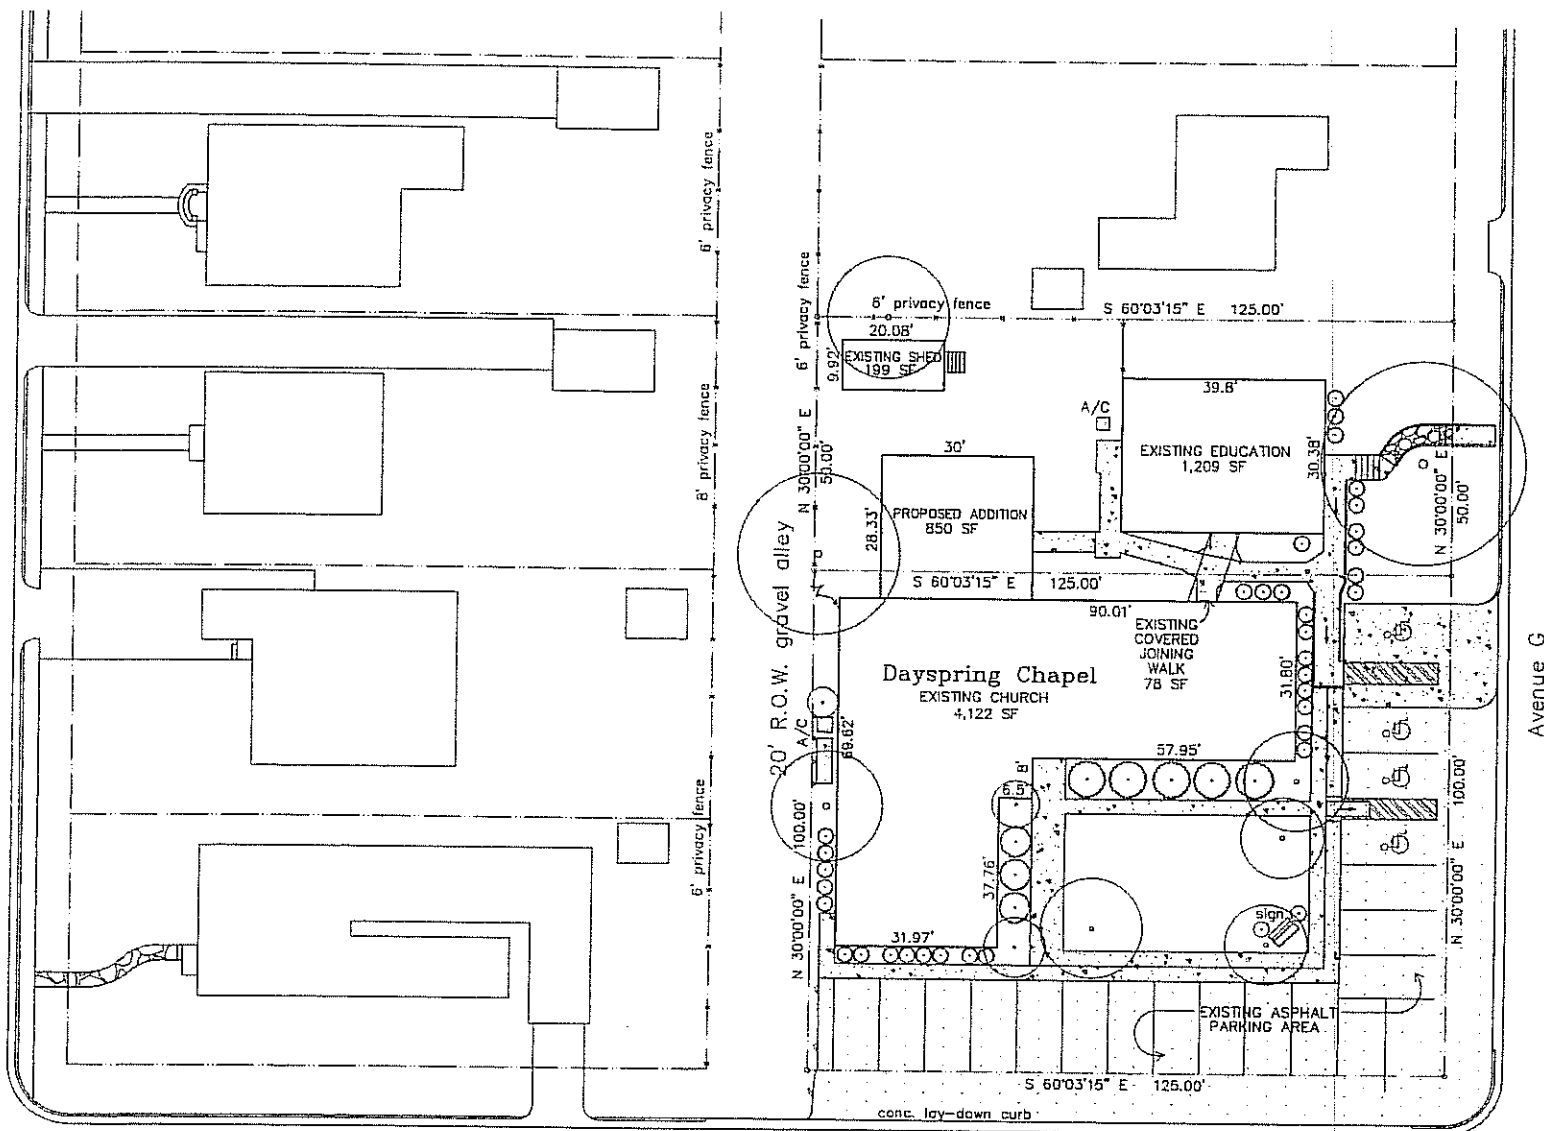 6' privacy fence
6' privacy fence
6' privacy fence
S 60°03'15" E 125.00'
20.08'
9.92'
EXISTING SHED
199 SF
8' privacy fence
N 30°00'00" E
50.00'
39.8'
A/C
EXISTING EDUCATION
1,209 SF
30.38'
N 30°00'00" E
50.00'
30'
PROPOSED ADDITION
850 SF
28.33'
20' R.O.W. gravel alley
S 60°03'15" E 125.00'
90.01'
EXISTING
COVERED
JOINING
WALK
78 SF
Dayspring Chapel
EXISTING CHURCH
4,122 SF
31.80'
Avenue G
A/C
69.62'
57.95'
8'
6.5'
6' privacy fence
N 30°00'00" E 100.00'
37.76'
N 30°00'00" E 100.00'
sign
31.97'
EXISTING ASPHALT
PARKING AREA
S 60°03'15" E 125.00'
conc. lay-down curb